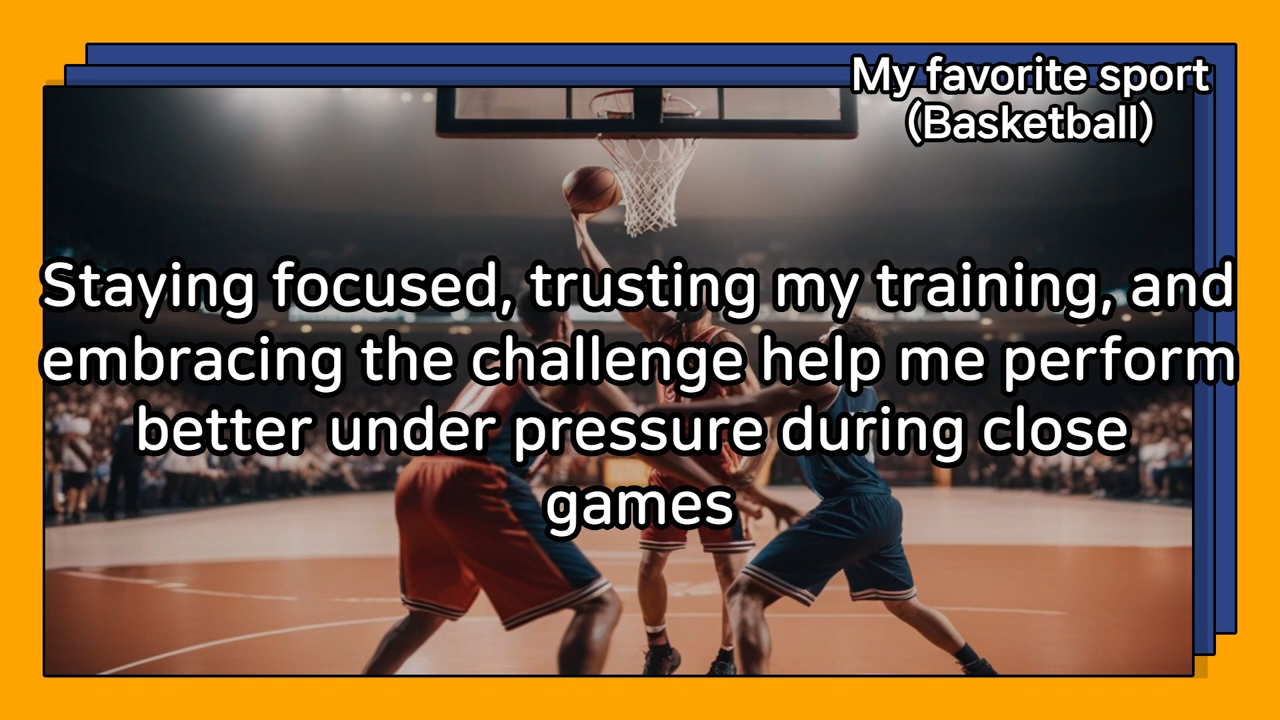 My favorite sport
(Basketball)
Staying focused, trusting my training, and
embracing the challenge help me perform
better under pressure during close
games